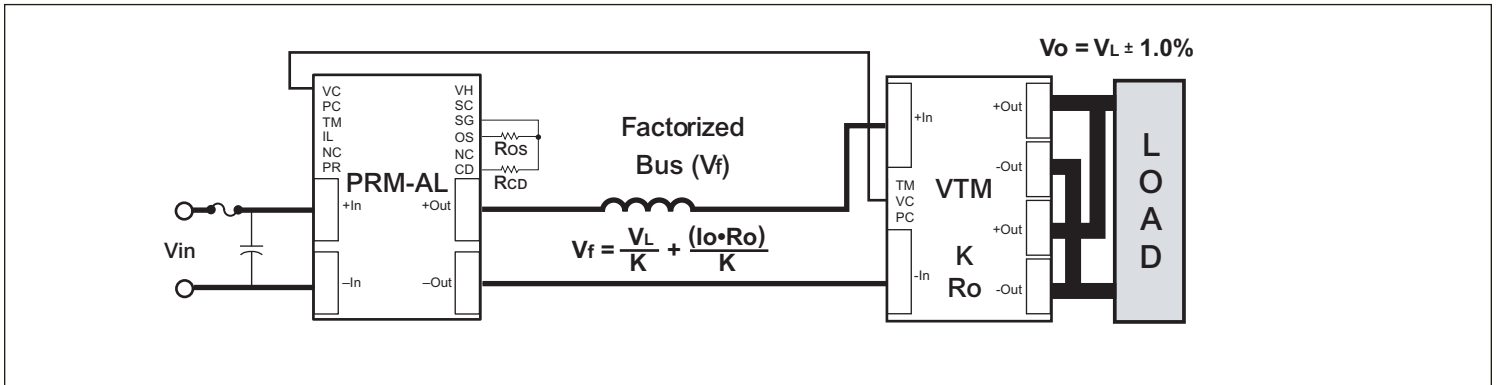 Vo = VL ± 1.0%
VC
PC
TM
IL
NC
PR
VH
SC
SG
OS
NC
CD
ROS
RCD
PRM-AL
+In
–In
+Out
–Out
Vin
Factorized
Bus (Vf)
Vf = VL/K + (Io•Ro)/K
+In
TM
VC
PC
-In
VTM
K
Ro
+Out
-Out
+Out
-Out
L
O
A
D